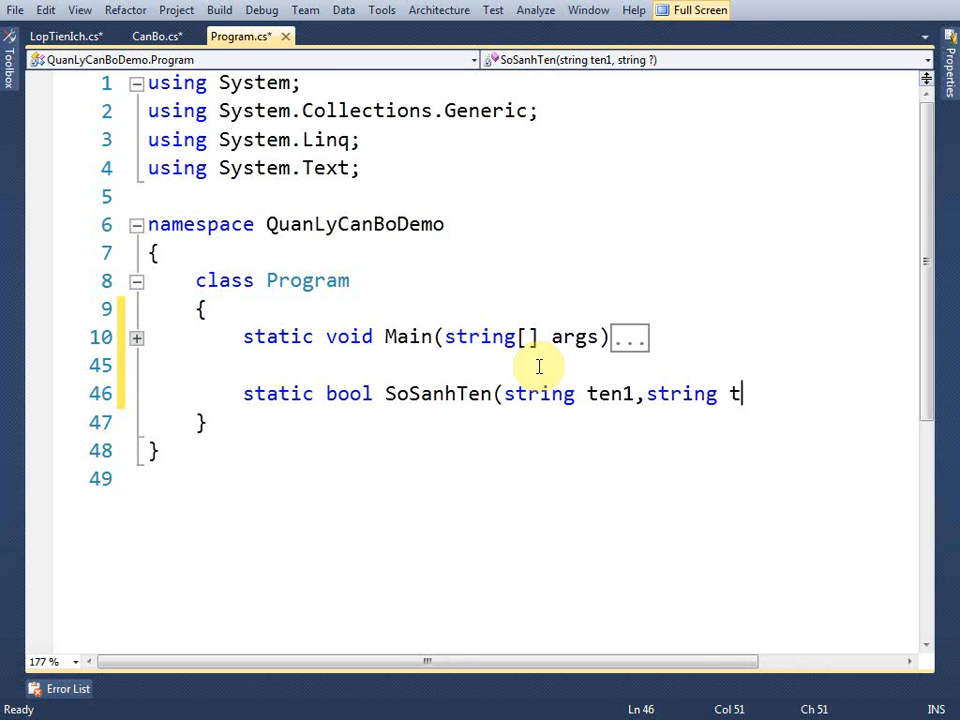 File Edit View Refactor Project Build Debug Team Data Tools Architecture Test Analyze Window Help Full Screen
LopTienIch.cs* CanBo.cs* Program.cs*
QuanLyCanBoDemo.Program SoSanhTen(string ten1, string ?)
Toolbox
Properties
1 using System;
2 using System.Collections.Generic;
3 using System.Linq;
4 using System.Text;
5
6 namespace QuanLyCanBoDemo
7 {
8 class Program
9 {
10 static void Main(string[] args)...
45
46 static bool SoSanhTen(string ten1,string t
47 }
48 }
49
177 %
Error List
Ready Ln 46 Col 51 Ch 51 INS